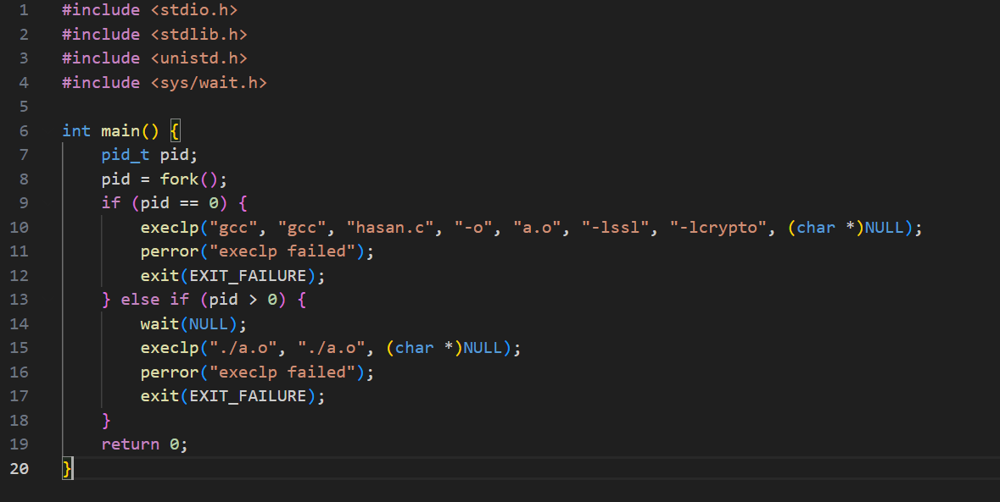 1 #include <stdio.h>
2 #include <stdlib.h>
3 #include <unistd.h>
4 #include <sys/wait.h>
5
6 int main() {
7     pid_t pid;
8     pid = fork();
9     if (pid == 0) {
10         execlp("gcc", "gcc", "hasan.c", "-o", "a.o", "-lssl", "-lcrypto", (char *)NULL);
11         perror("execlp failed");
12         exit(EXIT_FAILURE);
13     } else if (pid > 0) {
14         wait(NULL);
15         execlp("./a.o", "./a.o", (char *)NULL);
16         perror("execlp failed");
17         exit(EXIT_FAILURE);
18     }
19     return 0;
20 }